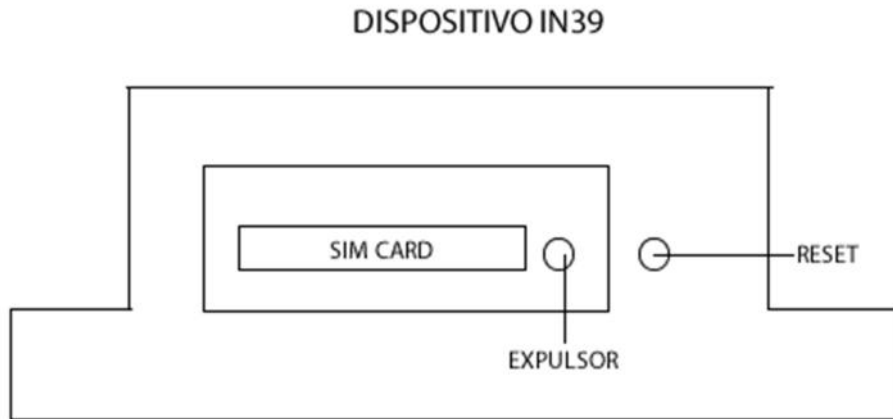 DISPOSITIVO IN39
SIM CARD
RESET
EXPULSOR